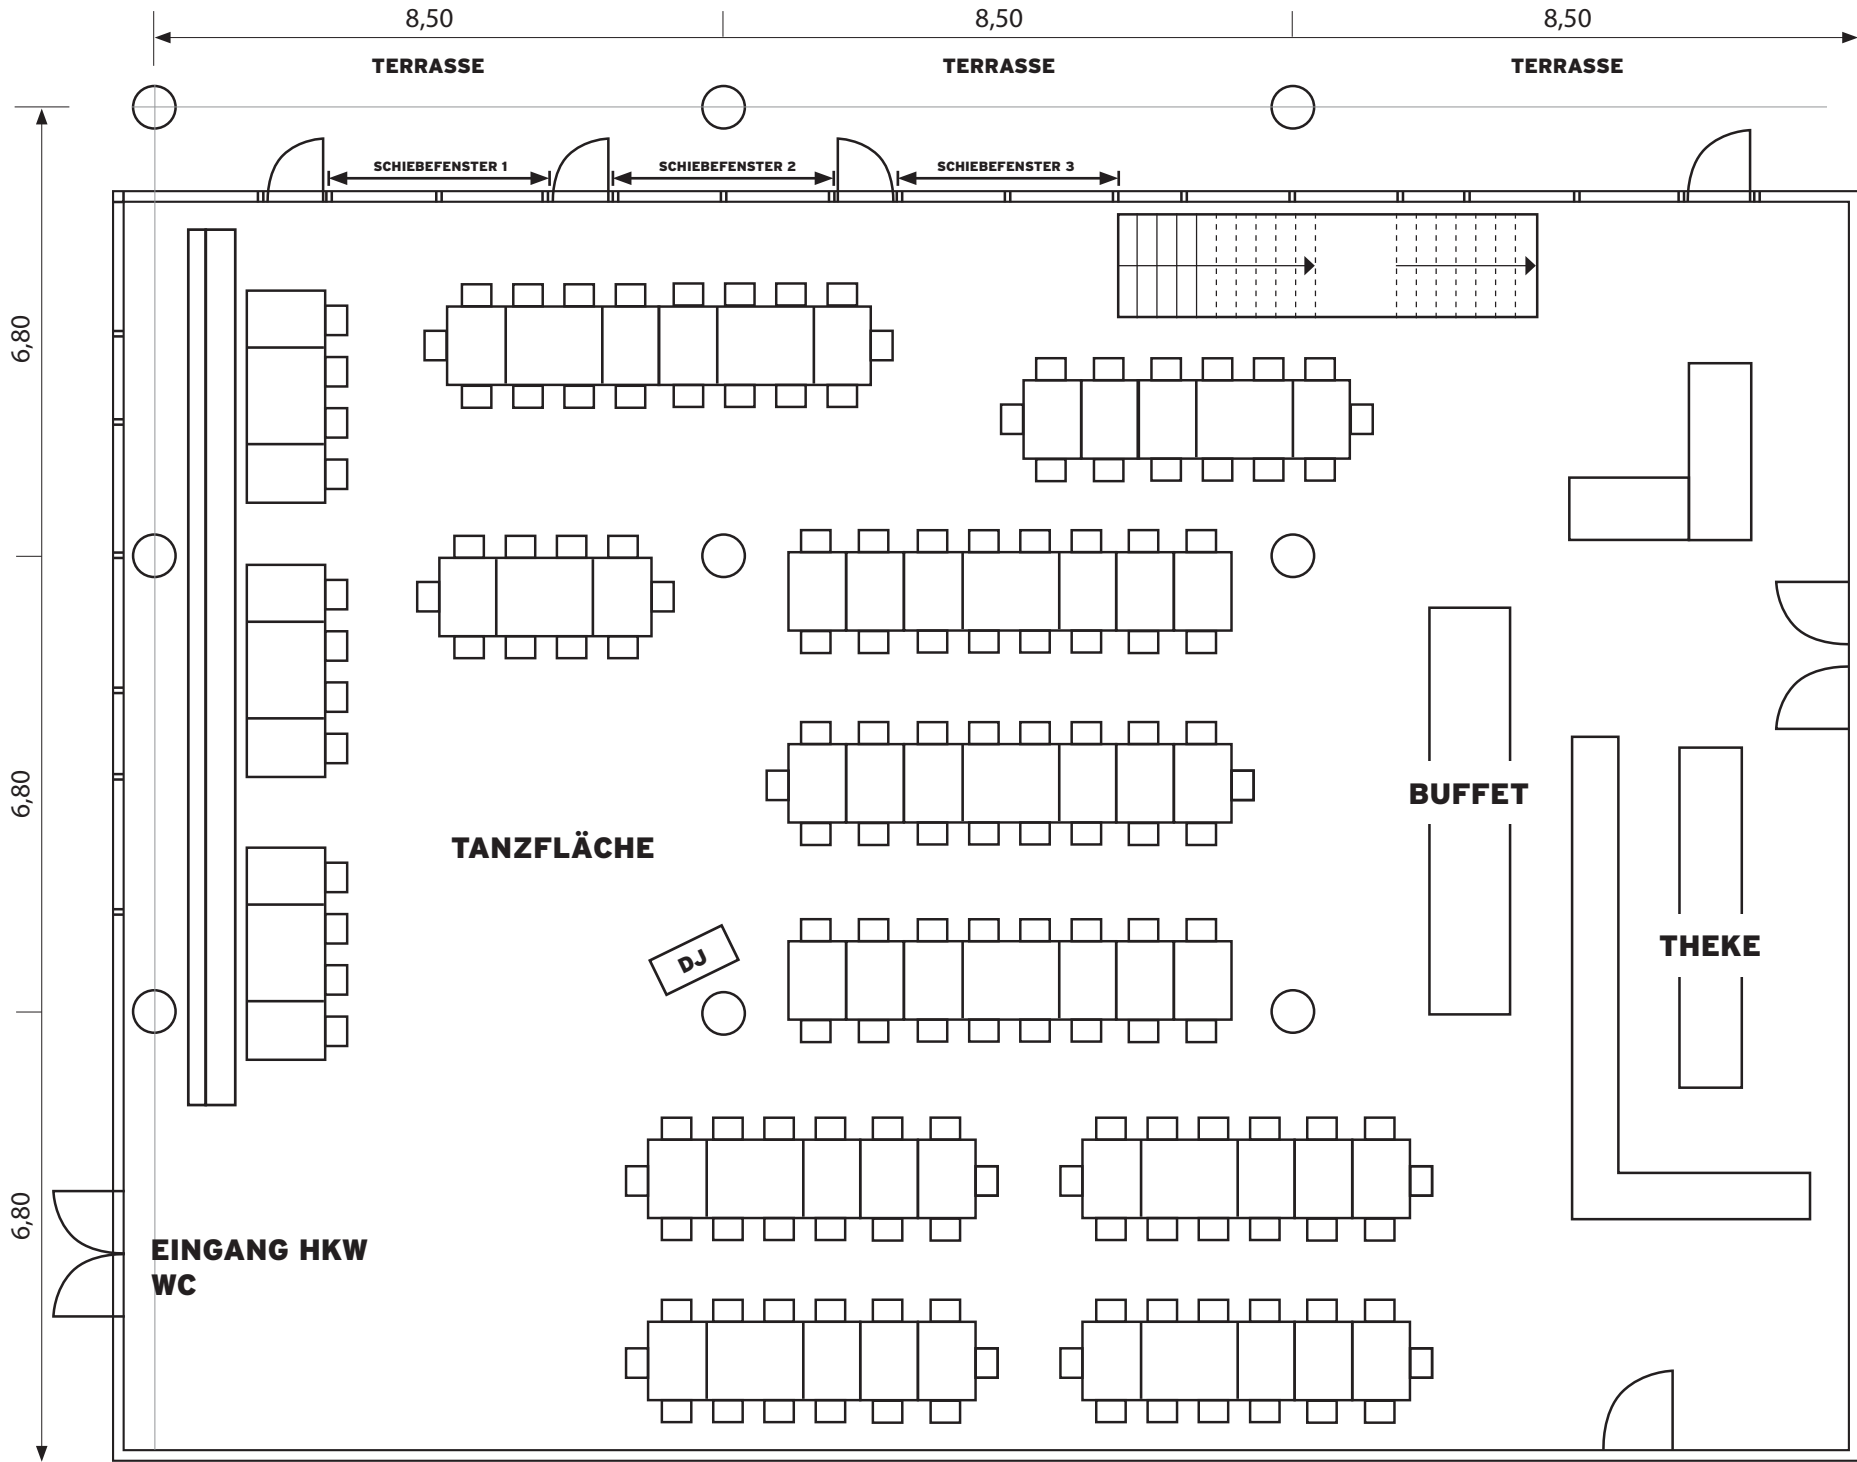 8,50 8,50 8,50
TERRASSE TERRASSE TERRASSE
SCHIEBEFENSTER 1 SCHIEBEFENSTER 2 SCHIEBEFENSTER 3
6,80
6,80
BUFFET
TANZFLÄCHE
THEKE
DJ
6,80
EINGANG HKW
WC